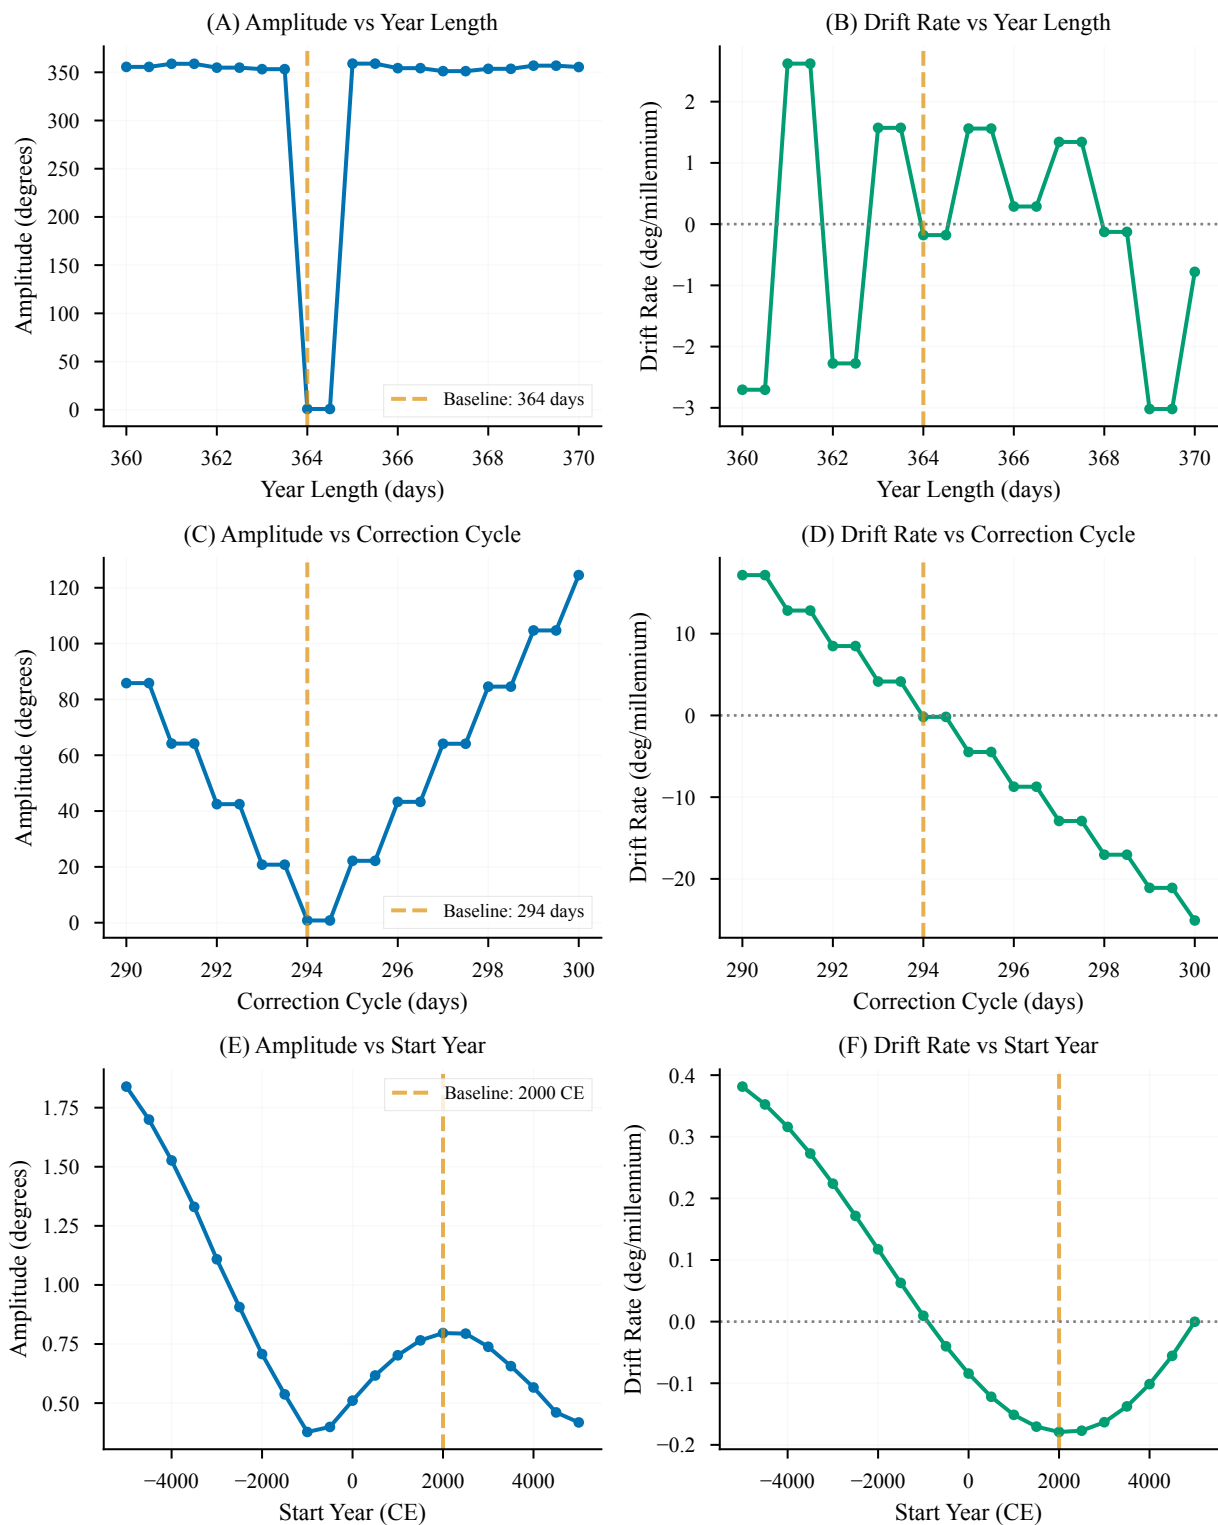 (A) Amplitude vs Year Length
Amplitude (degrees)
350
300
250
200
150
100
50
0
Baseline: 364 days
360 362 364 366 368 370
Year Length (days)
(B) Drift Rate vs Year Length
Drift Rate (deg/millennium)
2
1
0
−1
−2
−3
360 362 364 366 368 370
Year Length (days)
(C) Amplitude vs Correction Cycle
Amplitude (degrees)
120
100
80
60
40
20
0
Baseline: 294 days
290 292 294 296 298 300
Correction Cycle (days)
(D) Drift Rate vs Correction Cycle
Drift Rate (deg/millennium)
10
0
−10
−20
290 292 294 296 298 300
Correction Cycle (days)
(E) Amplitude vs Start Year
Amplitude (degrees)
Baseline: 2000 CE
1.75
1.50
1.25
1.00
0.75
0.50
−4000 −2000 0 2000 4000
Start Year (CE)
(F) Drift Rate vs Start Year
Drift Rate (deg/millennium)
0.4
0.3
0.2
0.1
0.0
−0.1
−0.2
−4000 −2000 0 2000 4000
Start Year (CE)